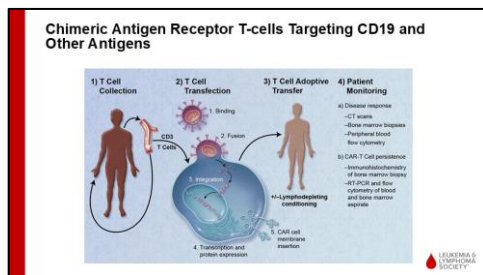 Chimeric Antigen Receptor T-cells Targeting CD19 and
Other Antigens
1) T Cell
Collection
2) T Cell
Transfection
3) T Cell Adoptive
Transfer
4) Patient
Monitoring
CD3
T Cells
1. Binding
2. Fusion
3. Integration
4. Transcription and
protein expression
5. CAR cell
membrane
insertion
+/–Lymphodepleting
conditioning
a) Disease response
–CT scans
–Bone marrow biopsies
–Peripheral blood
flow cytometry
b) CAR-T Cell persistence
–Immunohistochemistry
of bone marrow biopsy
–RT-PCR and flow
cytometry of blood
and bone marrow
aspirate
LEUKEMIA &
LYMPHOMA
SOCIETY